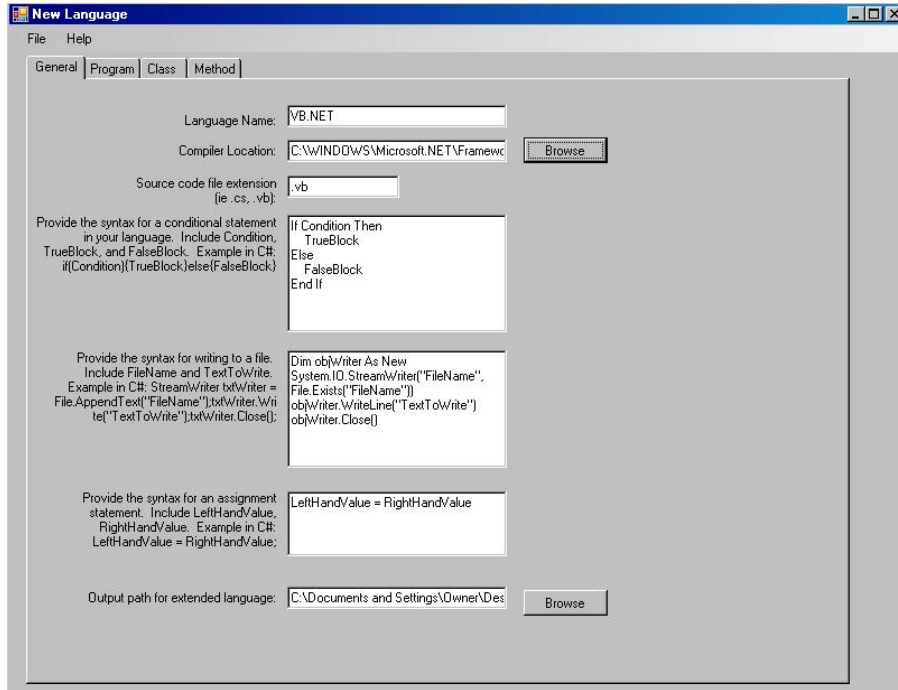 New Language
File Help
General Program Class Method
Language Name: VB.NET
Compiler Location: C:\WINDOWS\Microsoft.NET\Framewo Browse
Source code file extension
(ie .cs, .vb): .vb
Provide the syntax for a conditional statement
in your language. Include Condition,
TrueBlock, and FalseBlock. Example in C#:
if(Condition){TrueBlock}else{FalseBlock}
If Condition Then
TrueBlock
Else
FalseBlock
End If
Provide the syntax for writing to a file.
Include FileName and TextToWrite.
Example in C#: StreamWriter txtWriter =
File.AppendText("FileName");txtWriter.Wri
te("TextToWrite");txtWriter.Close();
Dim objWriter As New
System.IO.StreamWriter("FileName",
File.Exists("FileName"))
objWriter.WriteLine("TextToWrite")
objWriter.Close()
Provide the syntax for an assignment
statement. Include LeftHandValue,
RightHandValue. Example in C#:
LeftHandValue = RightHandValue;
LeftHandValue = RightHandValue
Output path for extended language: C:\Documents and Settings\Owner\Des Browse